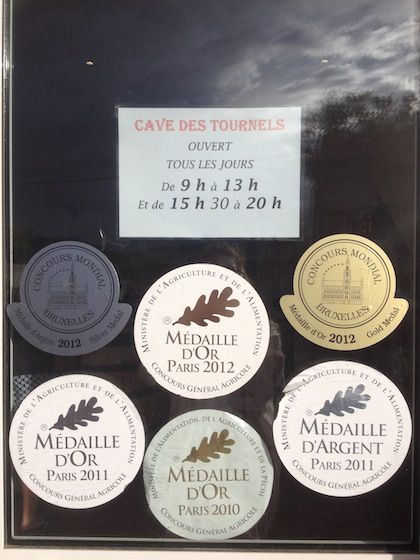 CAVE DES TOURNELS
OUVERT
TOUS LES JOURS
De 9 h à 13 h
Et de 15 h 30 à 20 h
CONCOURS MONDIAL
BRUXELLES
Médaille d'Argent 2012 Silver Medal
MINISTÈRE DE L'AGRICULTURE ET DE L'ALIMENTATION
®
MÉDAILLE
D'OR
PARIS 2012
CONCOURS GÉNÉRAL AGRICOLE
CONCOURS MONDIAL
BRUXELLES
Médaille d'Or 2012 Gold Medal
MINISTÈRE DE L'AGRICULTURE ET DE L'ALIMENTATION
®
MÉDAILLE
D'OR
PARIS 2011
CONCOURS GÉNÉRAL AGRICOLE
MINISTÈRE DE L'ALIMENTATION, DE L'AGRICULTURE ET DE LA PÊCHE
®
MÉDAILLE
D'OR
PARIS 2010
CONCOURS GÉNÉRAL AGRICOLE
MINISTÈRE DE L'AGRICULTURE ET DE L'ALIMENTATION
®
MÉDAILLE
D'ARGENT
PARIS 2011
CONCOURS GÉNÉRAL AGRICOLE